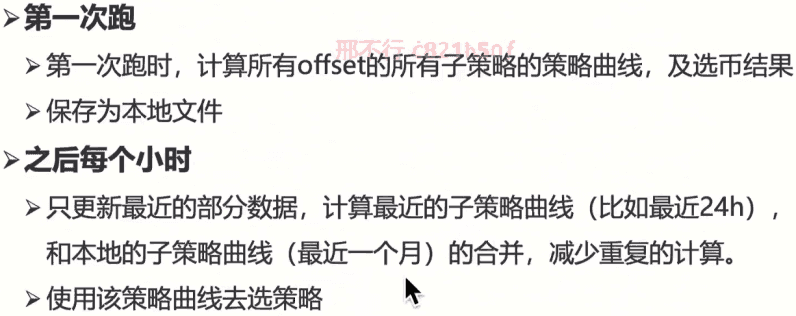 ➢第一次跑
邢不行 c821b5nf
➢第一次跑时，计算所有offset的所有子策略的策略曲线，及选币结果
➢保存为本地文件
➢之后每个小时
➢只更新最近的部分数据，计算最近的子策略曲线（比如最近24h），
和本地的子策略曲线（最近一个月）的合并，减少重复的计算。
➢使用该策略曲线去选策略